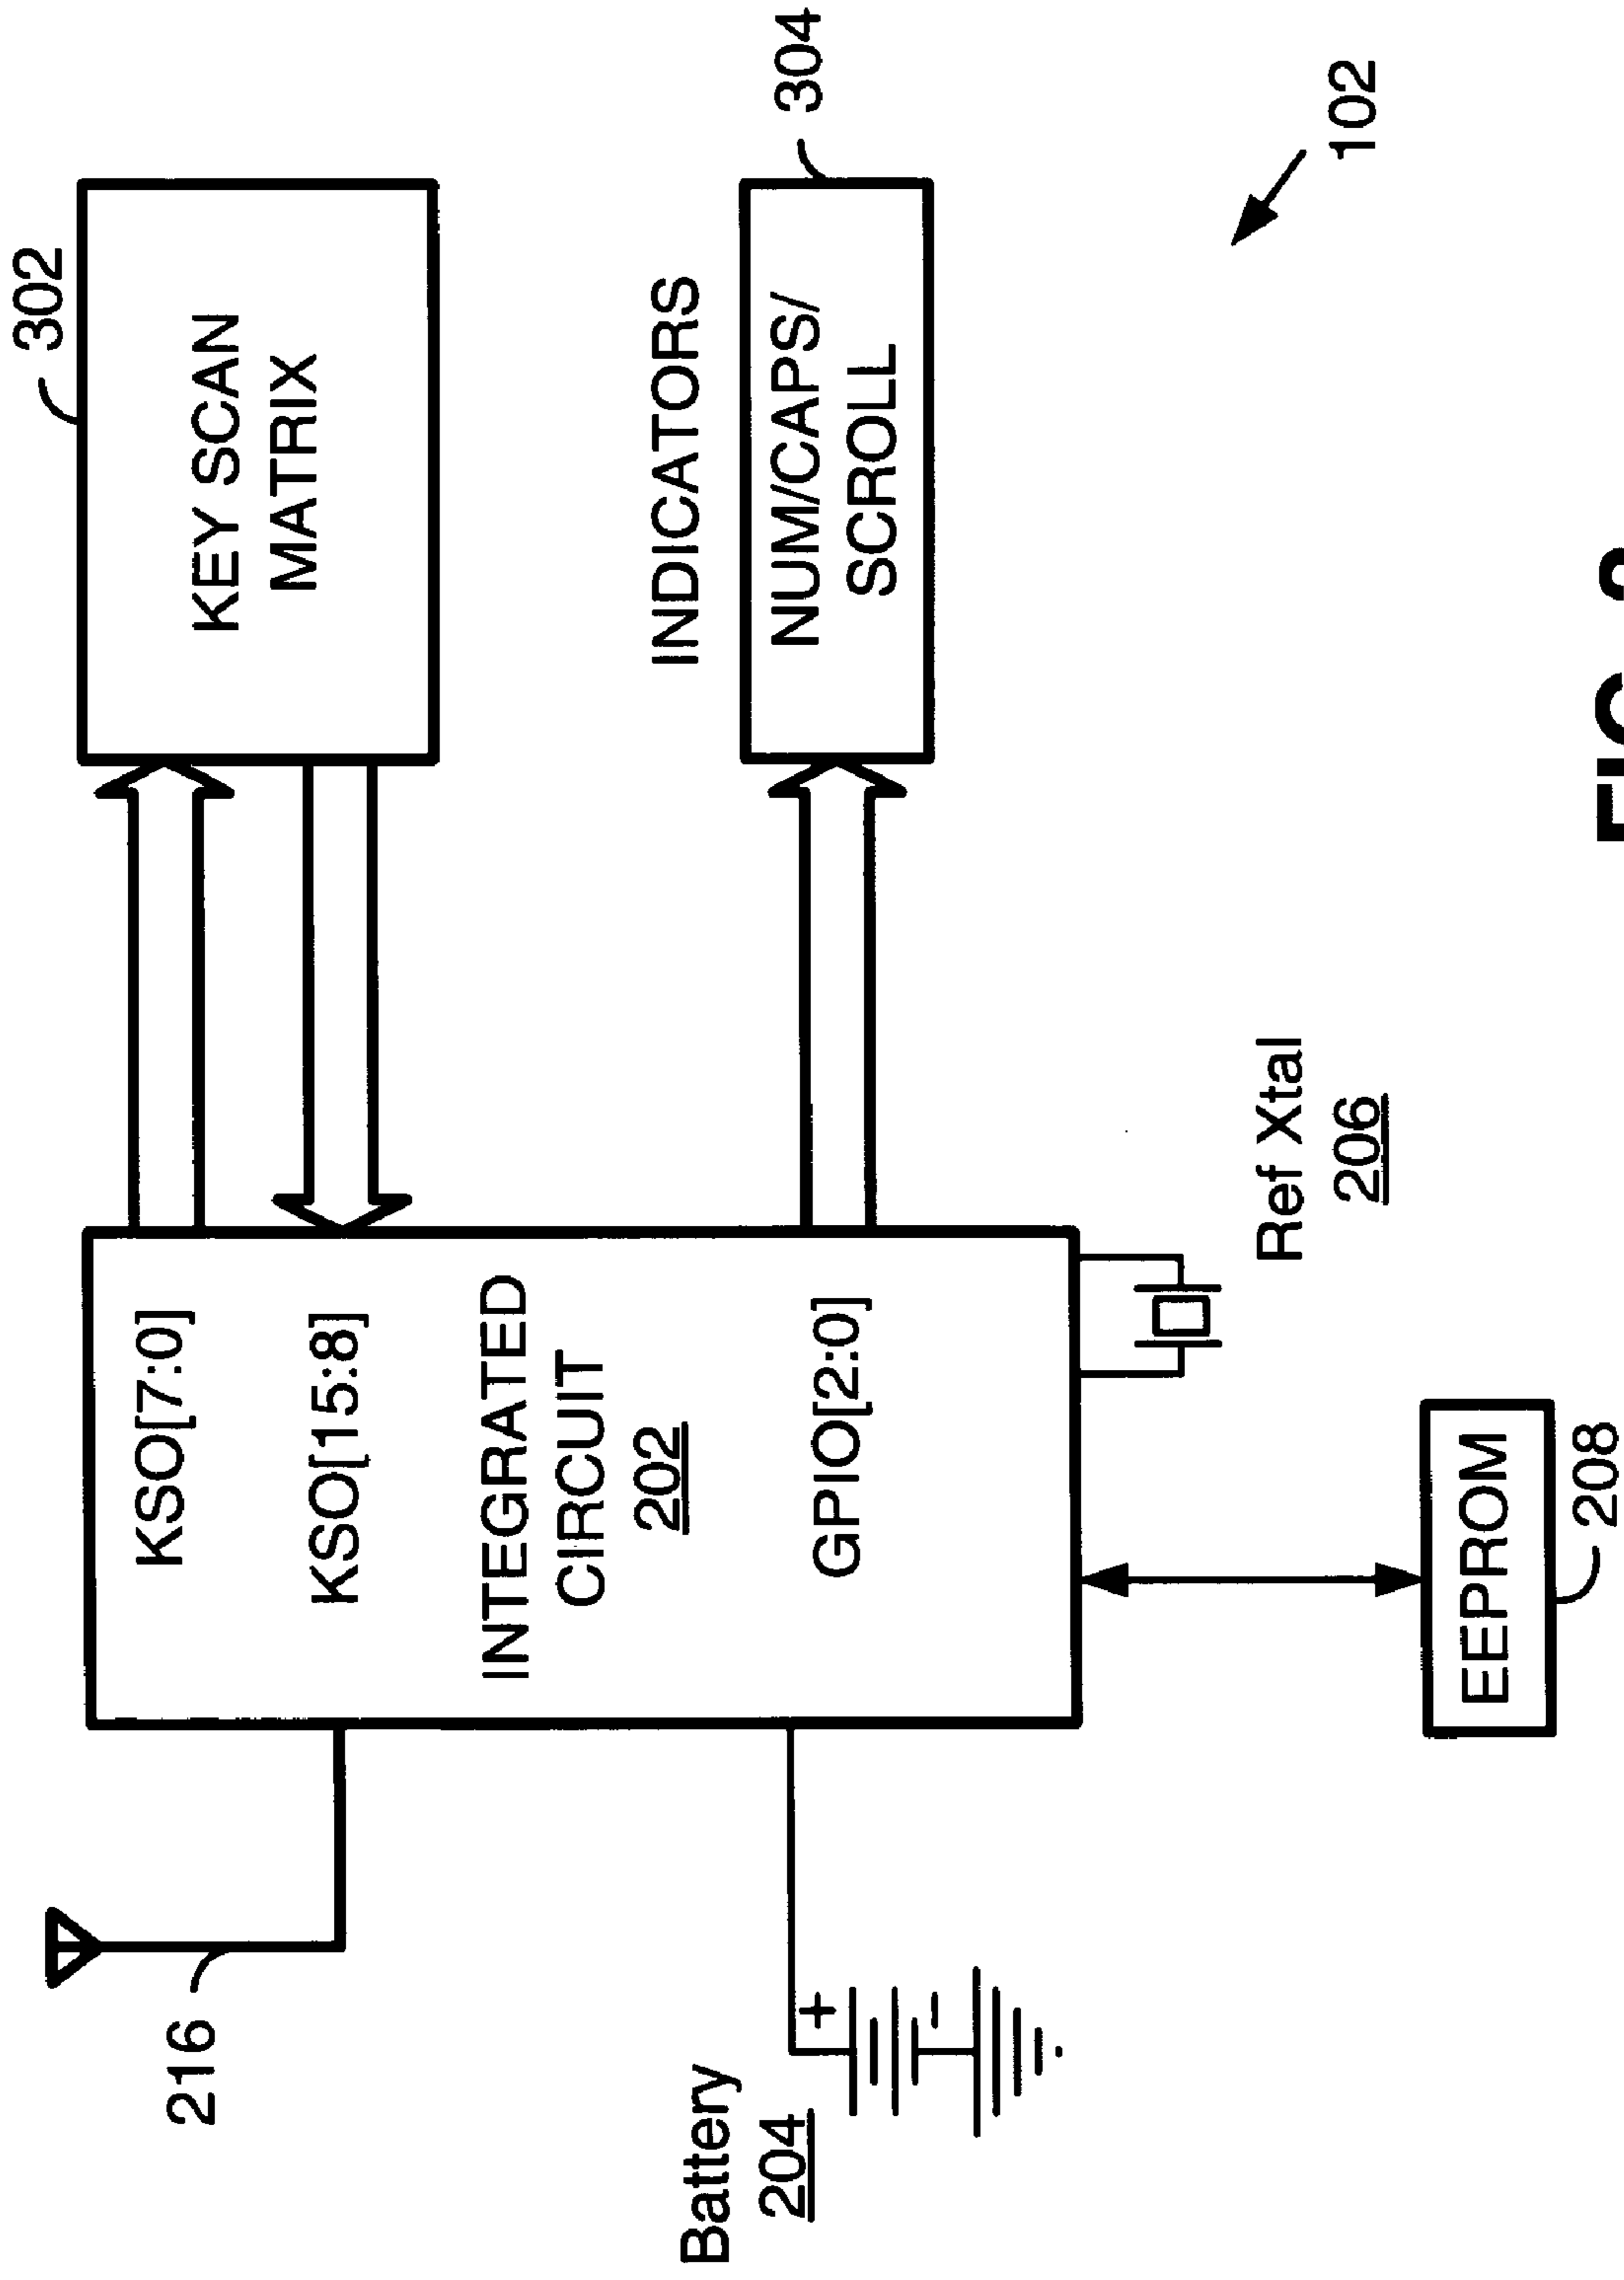 302
KEY SCAN
MATRIX
KSO[7:0]
KSO[15:8]
216
INTEGRATED
CIRCUIT
202
INDICATORS
NUM/CAPS/
SCROLL
304
GPIO[2:0]
Battery
204
+
−
Ref Xtal
206
EEPROM
208
102